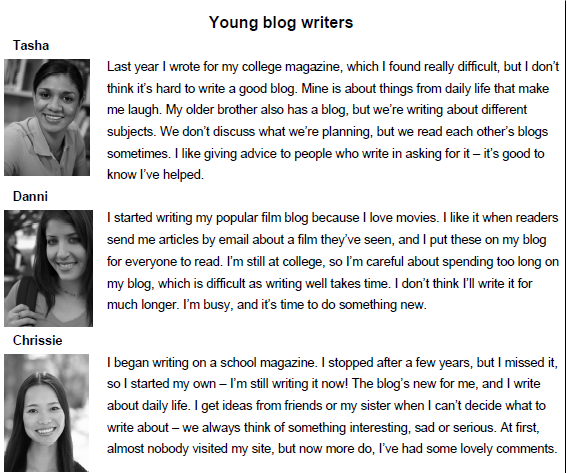 Young blog writers
Tasha
Last year I wrote for my college magazine, which I found really difficult, but I don't
think it's hard to write a good blog. Mine is about things from daily life that make
me laugh. My older brother also has a blog, but we're writing about different
subjects. We don't discuss what we're planning, but we read each other's blogs
sometimes. I like giving advice to people who write in asking for it – it's good to
know I've helped.
Danni
I started writing my popular film blog because I love movies. I like it when readers
send me articles by email about a film they've seen, and I put these on my blog
for everyone to read. I'm still at college, so I'm careful about spending too long on
my blog, which is difficult as writing well takes time. I don't think I'll write it for
much longer. I'm busy, and it's time to do something new.
Chrissie
I began writing on a school magazine. I stopped after a few years, but I missed it,
so I started my own – I'm still writing it now! The blog's new for me, and I write
about daily life. I get ideas from friends or my sister when I can't decide what to
write about – we always think of something interesting, sad or serious. At first,
almost nobody visited my site, but now more do, I've had some lovely comments.